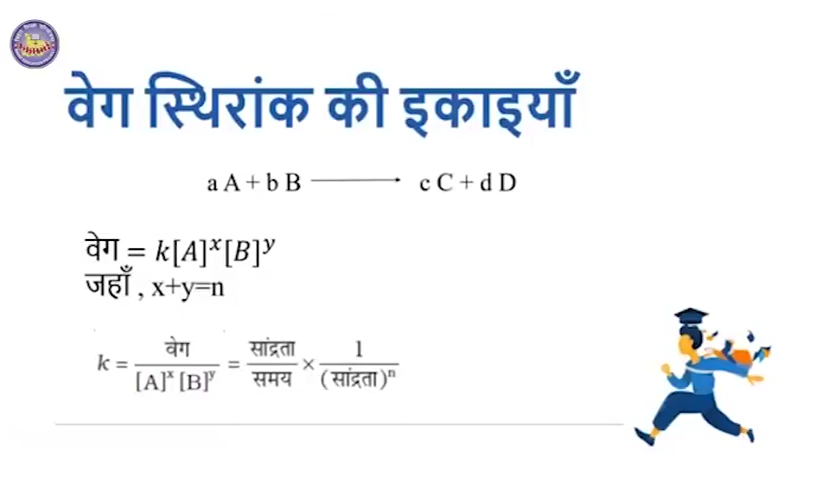 वेग स्थिरांक की इकाइयाँ
a A + b B ⟶ c C + d D
वेग = k[A]ˣ[B]ʸ
जहाँ , x+y=n
k = वेग / [A]ˣ [B]ʸ = सांद्रता / समय × 1 / (सांद्रता)ⁿ